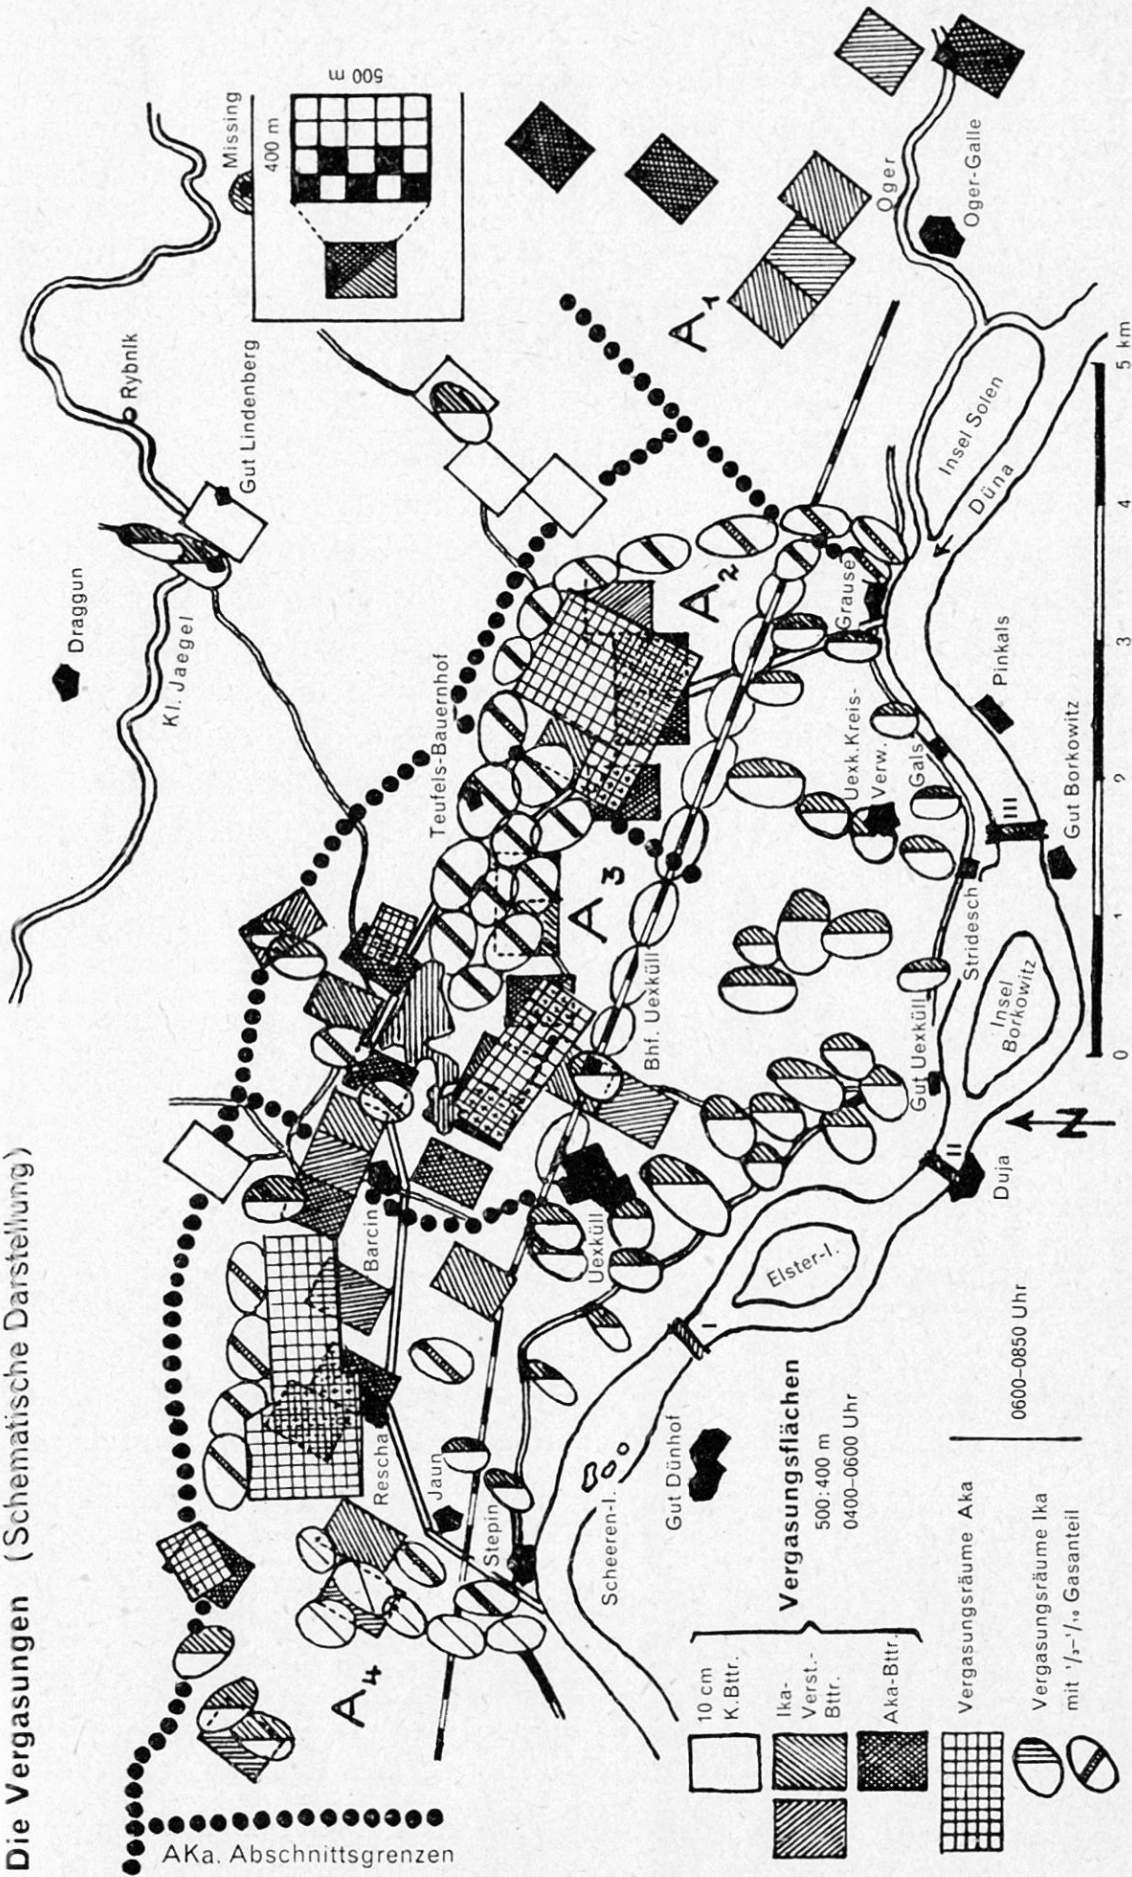 Die Vergasungen (Schematische Darstellung)
AKa. Abschnittsgrenzen
Draggun
Kl. Jaegel
Rybnik
Gut Lindenberg
Missing
400 m
500 m
Teufels-Bauernhof
A 4
A 3
A 2
A 1
Rescha
Barcin
Jaun
Stepin
Uexküll
Bhf. Uexküll
Uexk. Kreis-
Verw.
Grause
Gals
Oger
Oger-Galle
Scheeren-I.
I
Elster-I.
Gut Uexküll
Stridesch
II
Insel
Borkowitz
III
Insel Solen
Düna
Gut Dünhof
Duja
Gut Borkowitz
Pinkals
N
0 1 2 3 4 5 km
10 cm
K.Bttr.
Ika-
Verst.-
Bttr.
Aka-Bttr.
Vergasungsflächen
500:400 m
0400–0600 Uhr
Vergasungsräume Aka
Vergasungsräume Ika
mit 1/3–1/10 Gasanteil
0600–0850 Uhr